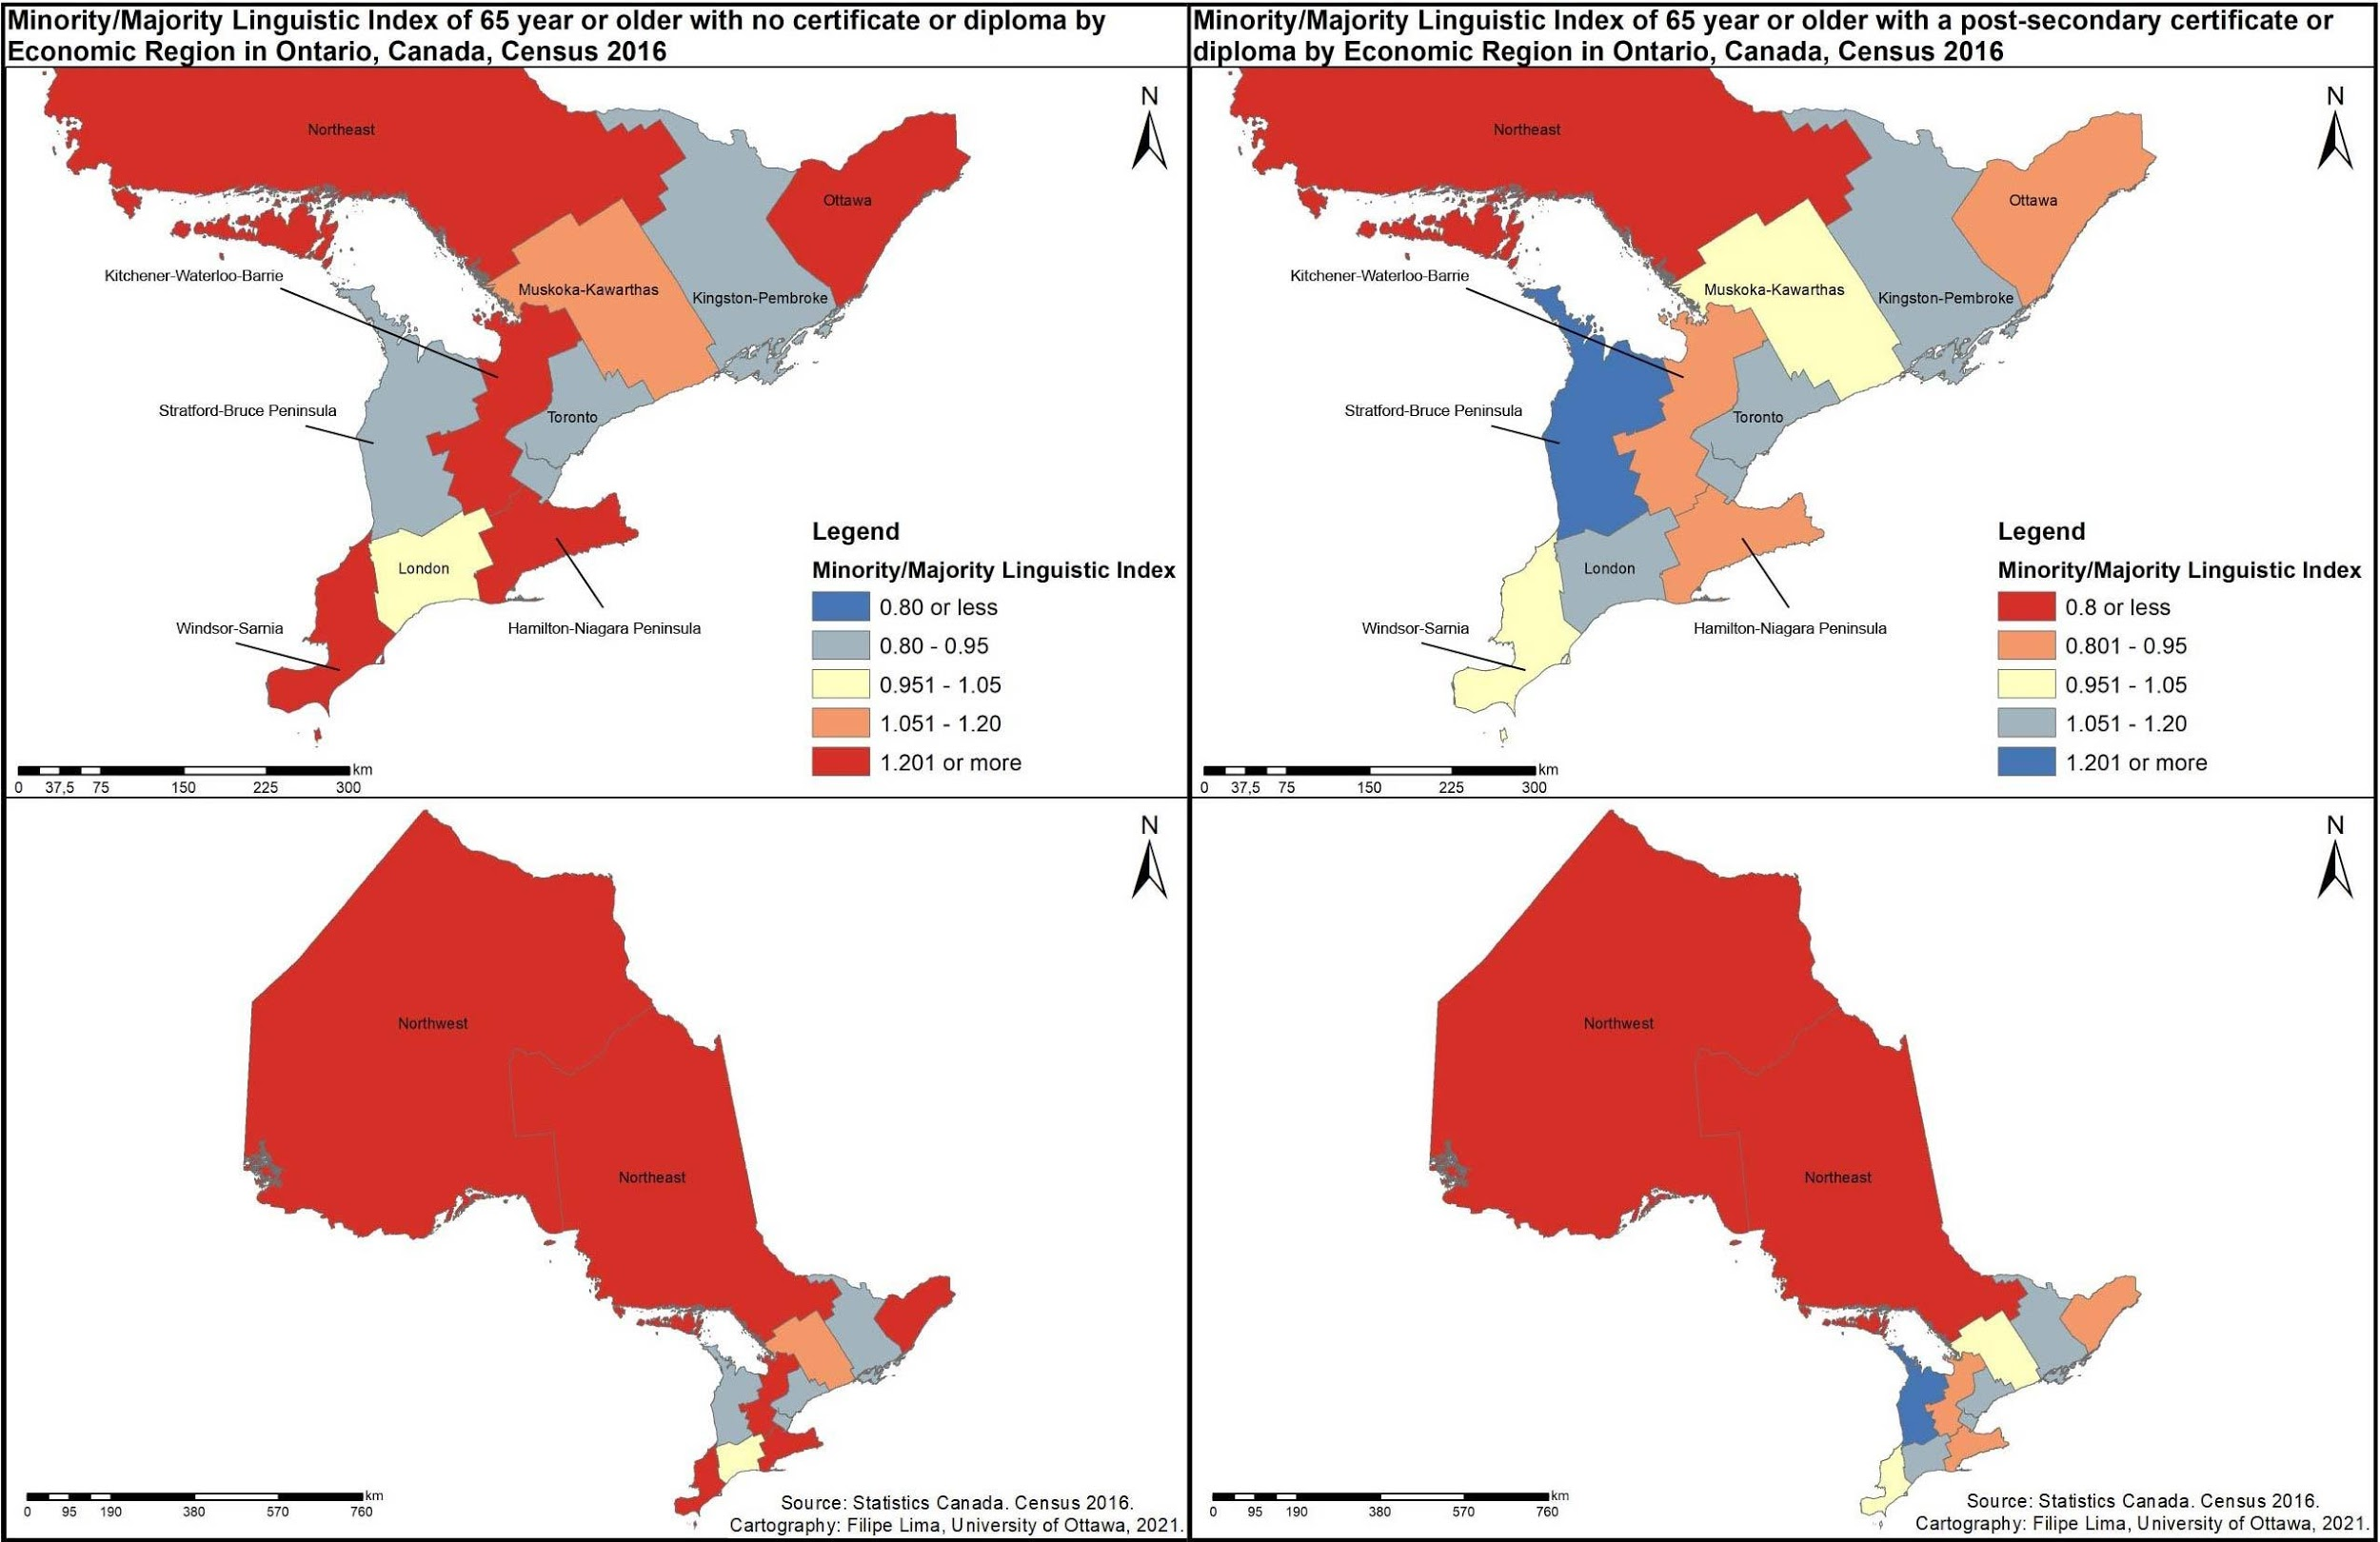 Minority/Majority Linguistic Index of 65 year or older with no certificate or diploma by
Economic Region in Ontario, Canada, Census 2016
N
Northeast
Ottawa
Kitchener-Waterloo-Barrie
Muskoka-Kawarthas
Kingston-Pembroke
Stratford-Bruce Peninsula
Toronto
London
Windsor-Sarnia
Hamilton-Niagara Peninsula
Legend
Minority/Majority Linguistic Index
0.80 or less
0.80 - 0.95
0.951 - 1.05
1.051 - 1.20
1.201 or more
km
0 37,5 75 150 225 300
Minority/Majority Linguistic Index of 65 year or older with a post-secondary certificate or
diploma by Economic Region in Ontario, Canada, Census 2016
N
Northeast
Ottawa
Kitchener-Waterloo-Barrie
Muskoka-Kawarthas
Kingston-Pembroke
Stratford-Bruce Peninsula
Toronto
London
Windsor-Sarnia
Hamilton-Niagara Peninsula
Legend
Minority/Majority Linguistic Index
0.8 or less
0.801 - 0.95
0.951 - 1.05
1.051 - 1.20
1.201 or more
km
0 37,5 75 150 225 300
N
Northwest
Northeast
km
0 95 190 380 570 760
Source: Statistics Canada. Census 2016.
Cartography: Filipe Lima, University of Ottawa, 2021.
N
Northwest
Northeast
km
0 95 190 380 570 760
Source: Statistics Canada. Census 2016.
Cartography: Filipe Lima, University of Ottawa, 2021.